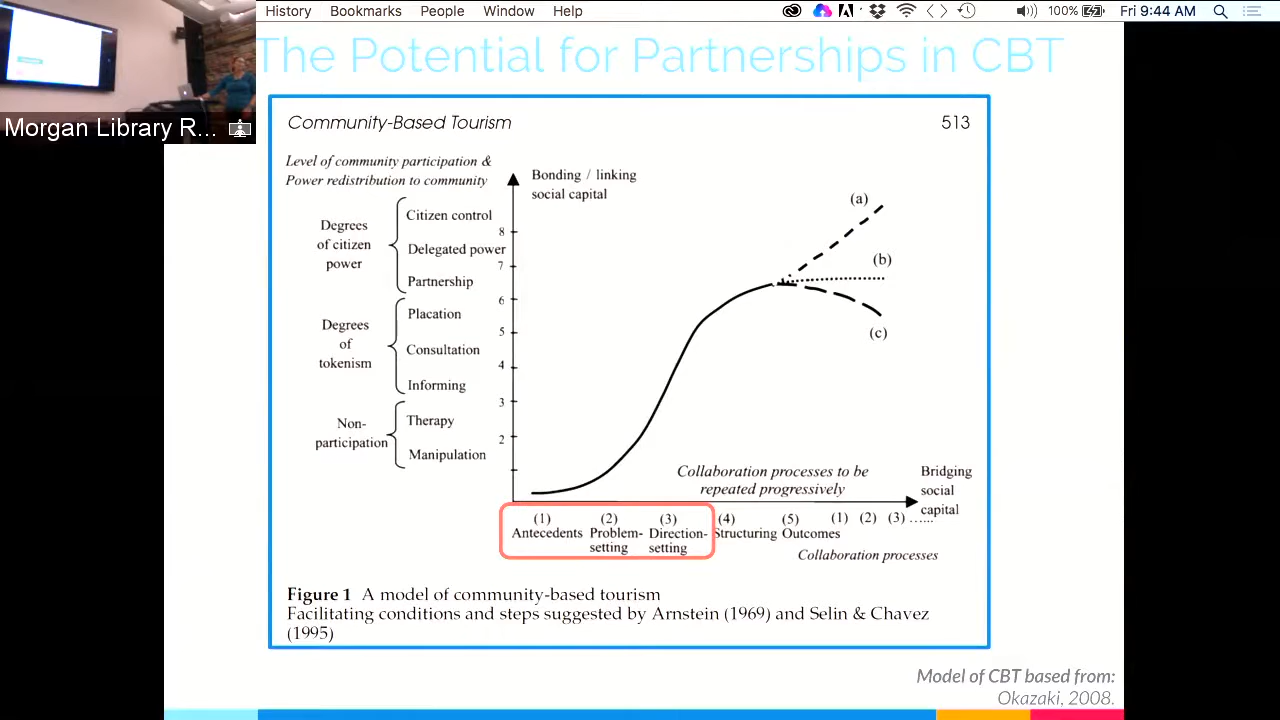 History Bookmarks People Window Help 100% Fri 9:44 AM
The Potential for Partnerships in CBT
Morgan Library R...
Community-Based Tourism 513
Level of community participation &
Power redistribution to community
Bonding / linking
social capital
Degrees
of citizen
power
Citizen control
Delegated power
Partnership
Degrees
of
tokenism
Placation
Consultation
Informing
Non-
participation
Therapy
Manipulation
8
7
6
5
4
3
2
(a)
(b)
(c)
Collaboration processes to be
repeated progressively
Bridging
social
capital
(1) (2) (3) (4) (5) (1) (2) (3) ......
Antecedents Problem- Direction- Structuring Outcomes
setting setting
Collaboration processes
Figure 1 A model of community-based tourism
Facilitating conditions and steps suggested by Arnstein (1969) and Selin & Chavez
(1995)
Model of CBT based from:
Okazaki, 2008.